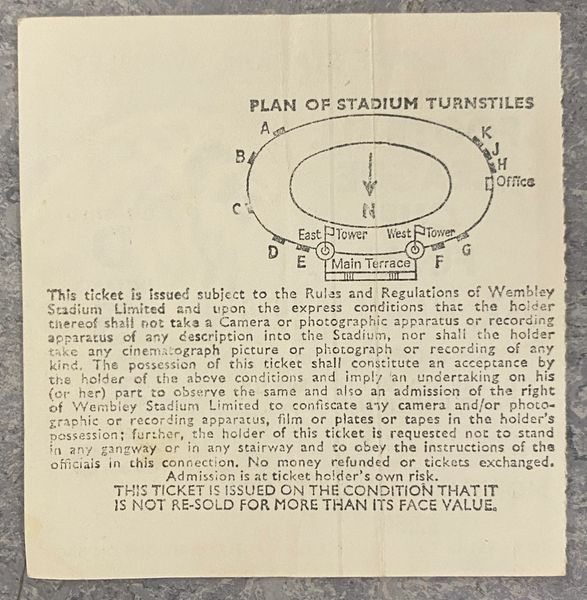 PLAN OF STADIUM TURNSTILES
A
K
B
J
H
Office
C
N
East Tower
West Tower
D
E
Main Terrace
F
G
This ticket is issued subject to the Rules and Regulations of Wembley
Stadium Limited and upon the express conditions that the holder
thereof shall not take a Camera or photographic apparatus or recording
apparatus of any description into the Stadium, nor shall the holder
take any cinematograph picture or photograph or recording of any
kind. The possession of this ticket shall constitute an acceptance by
the holder of the above conditions and imply an undertaking on his
(or her) part to observe the same and also an admission of the right
of Wembley Stadium Limited to confiscate any camera and/or photo-
graphic or recording apparatus, film or plates or tapes in the holder's
possession; further, the holder of this ticket is requested not to stand
in any gangway or in any stairway and to obey the instructions of the
officials in this connection. No money refunded or tickets exchanged.
Admission is at ticket holder's own risk.
THIS TICKET IS ISSUED ON THE CONDITION THAT IT
IS NOT RE-SOLD FOR MORE THAN ITS FACE VALUE.